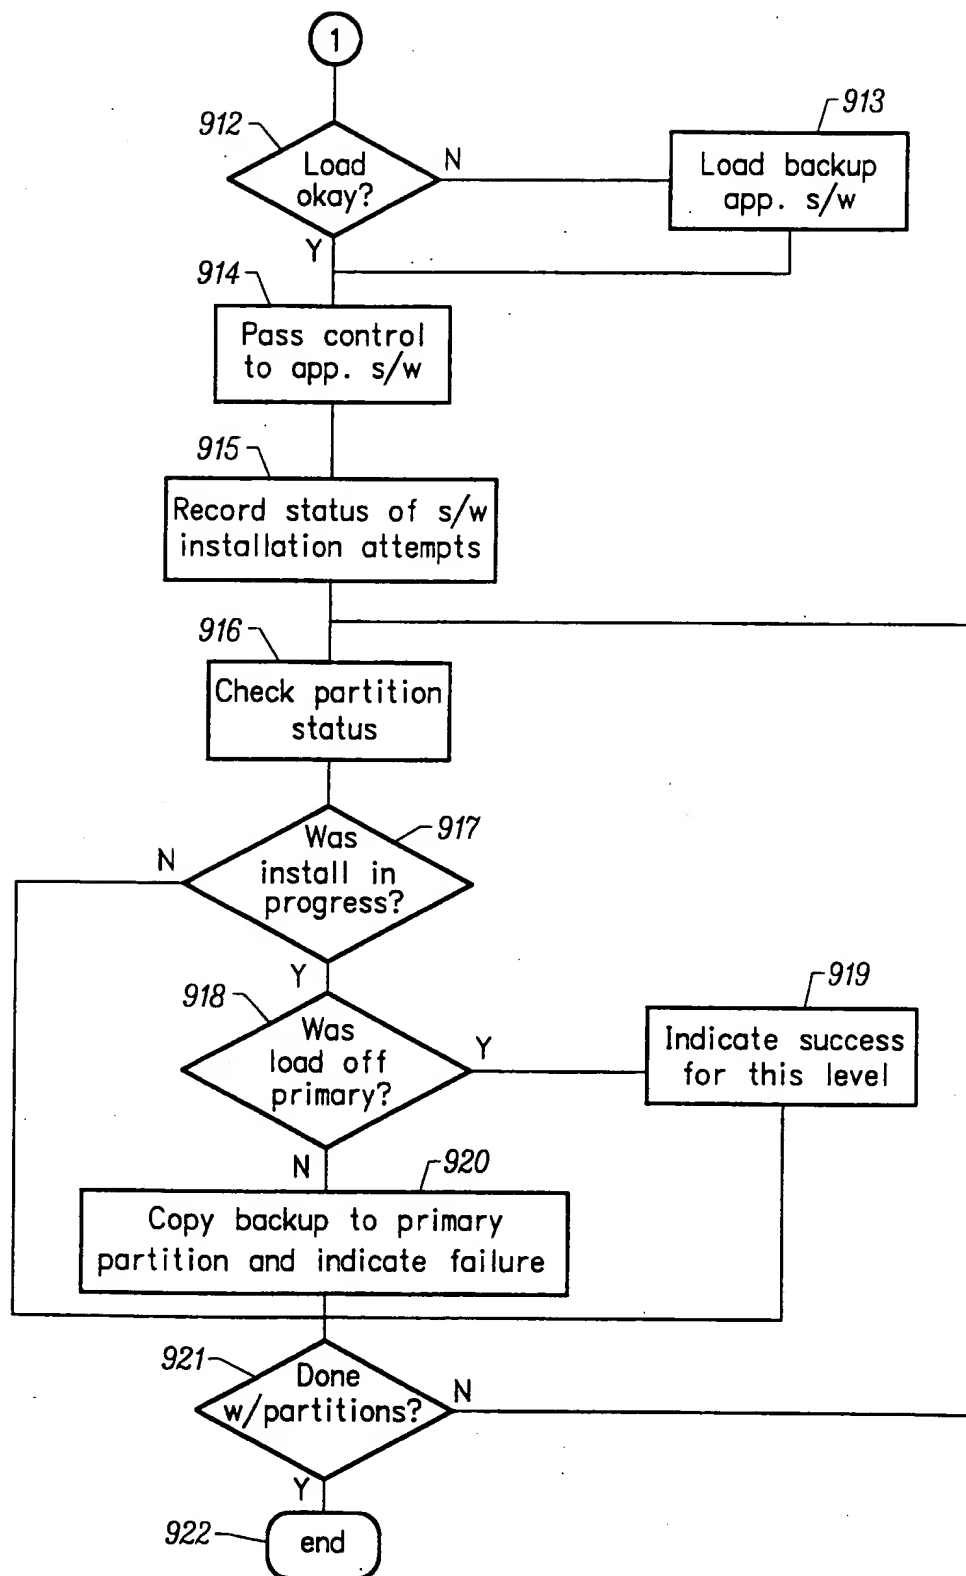 1
912
Load
okay?
N
Y
913
Load backup
app. s/w
914
Pass control
to app. s/w
915
Record status of s/w
installation attempts
916
Check partition
status
917
Was
install in
progress?
N
Y
918
Was
load off
primary?
Y
N
919
Indicate success
for this level
920
Copy backup to primary
partition and indicate failure
921
Done
w/partitions?
N
Y
922
end